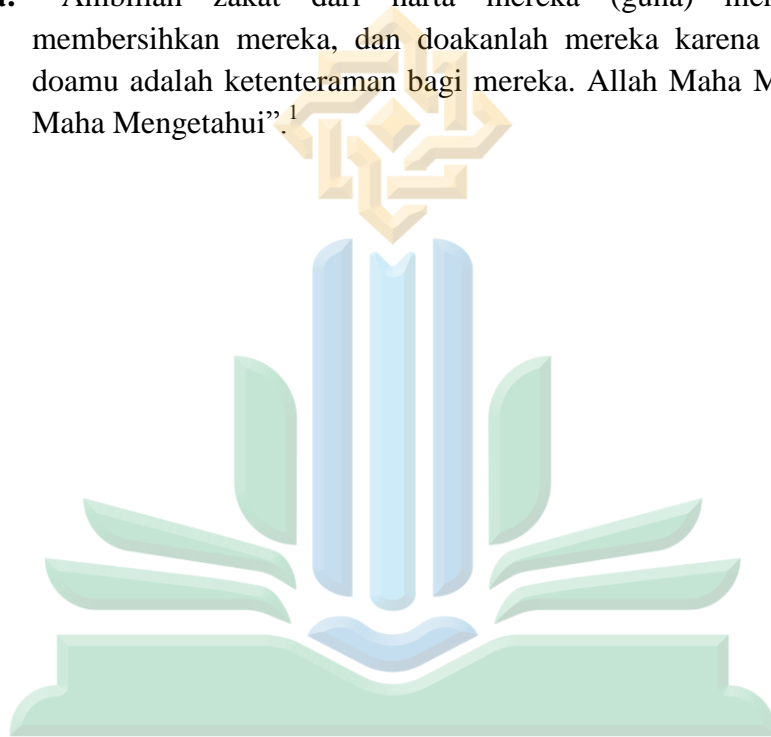 “Ambillah zakat dari harta mereka (guna)
membersihkan mereka, dan doakanlah mereka karena
doamu adalah ketenteraman bagi mereka. Allah Maha
Maha Mengetahui”.¹